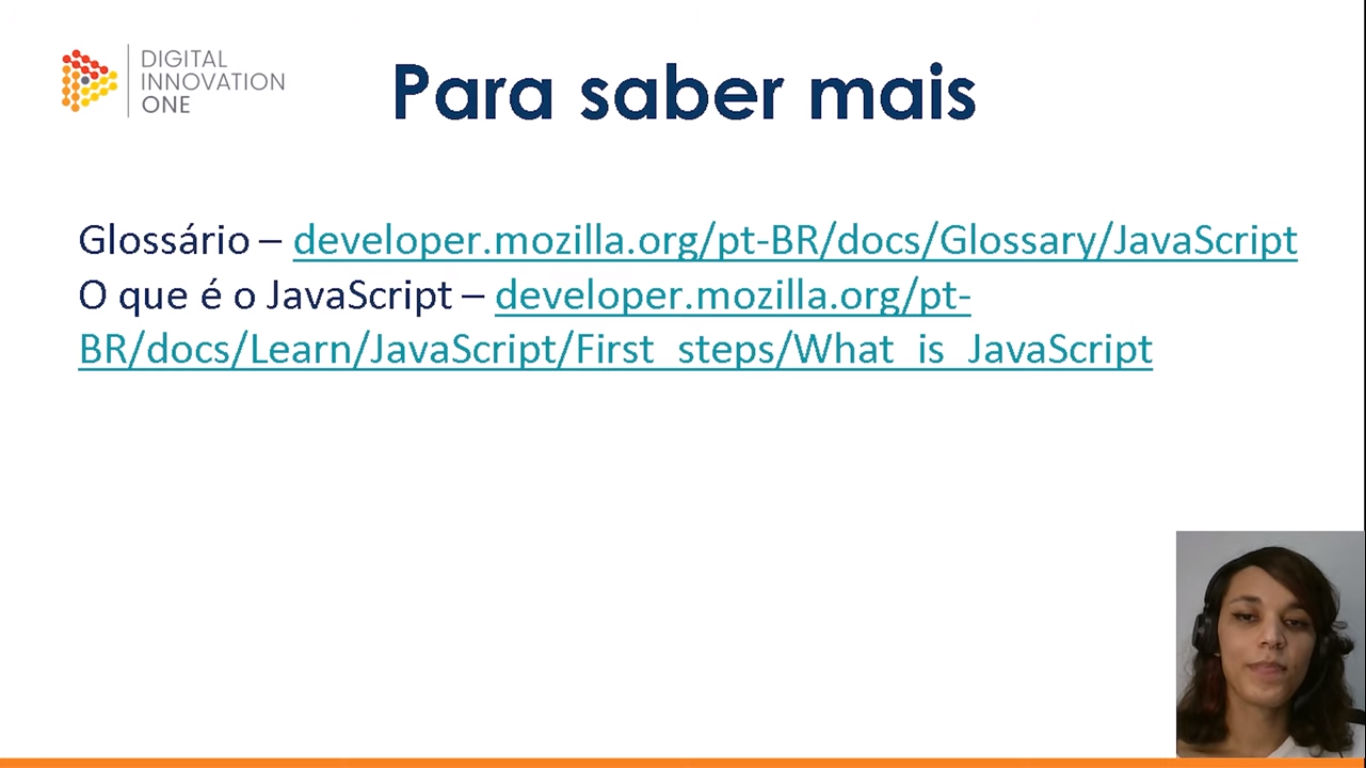 DIGITAL
INNOVATION
ONE
Para saber mais
Glossário – developer.mozilla.org/pt-BR/docs/Glossary/JavaScript
O que é o JavaScript – developer.mozilla.org/pt-
BR/docs/Learn/JavaScript/First_steps/What_is_JavaScript